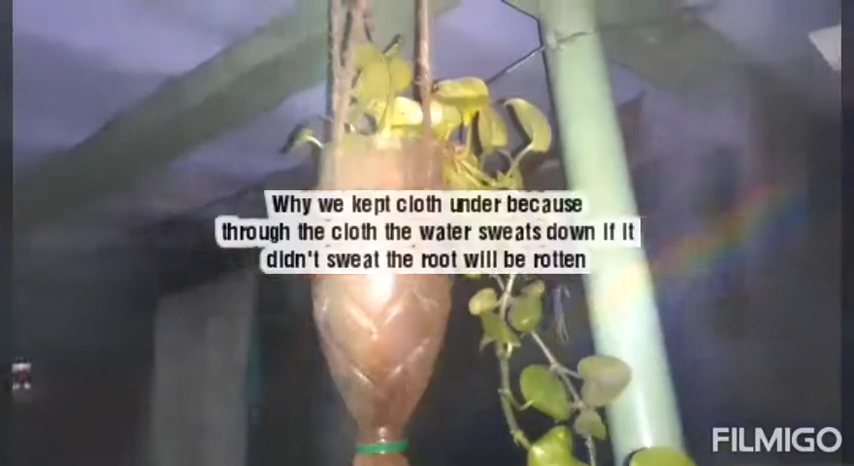 Why we kept cloth under because
through the cloth the water sweats down If it
didn't sweat the root will be rotten
FILMIGO